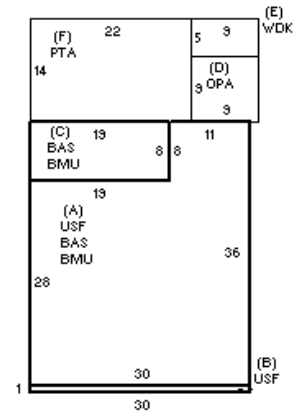 (E)
WDK
22
5
9
(F)
PTA
14
(D)
OPA
9
9
(C)
BAS
BMU
19
8
8
11
19
(A)
USF
BAS
BMU
36
28
30
(B)
USF
1
30